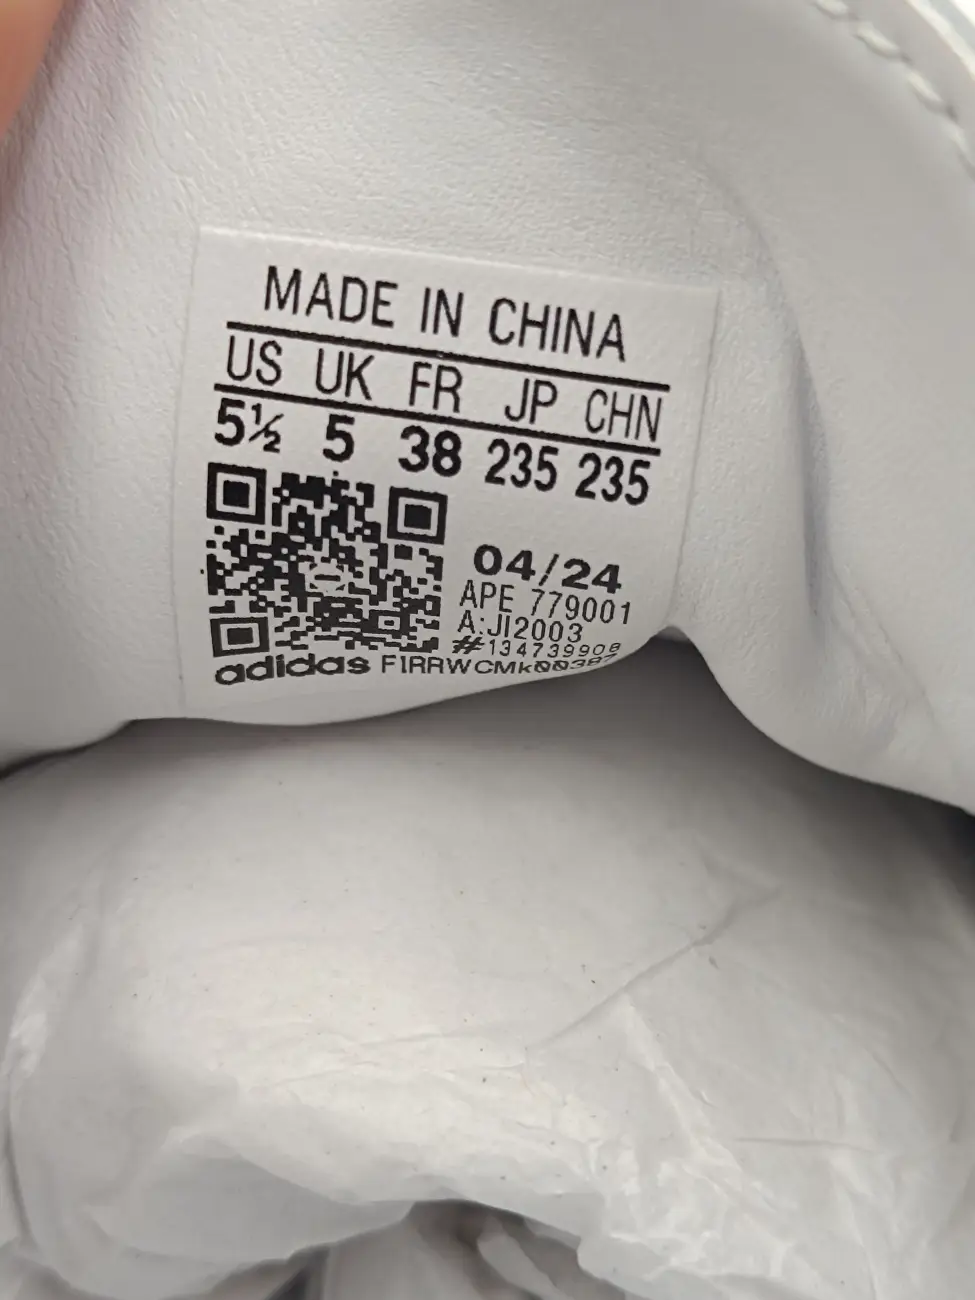 MADE IN CHINA
US UK FR JP CHN
5½ 5 38 235 235
04/24
APE 779001
A:JI2003
#134739908
adidas F1RRWCMk00387